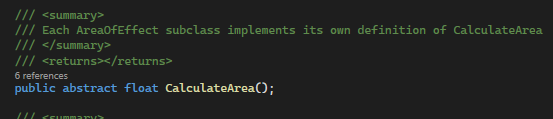 /// <summary>
/// Each AreaOfEffect subclass implements its own definition of CalculateArea
/// </summary>
/// <returns></returns>
6 references
public abstract float CalculateArea();
/// <summary>